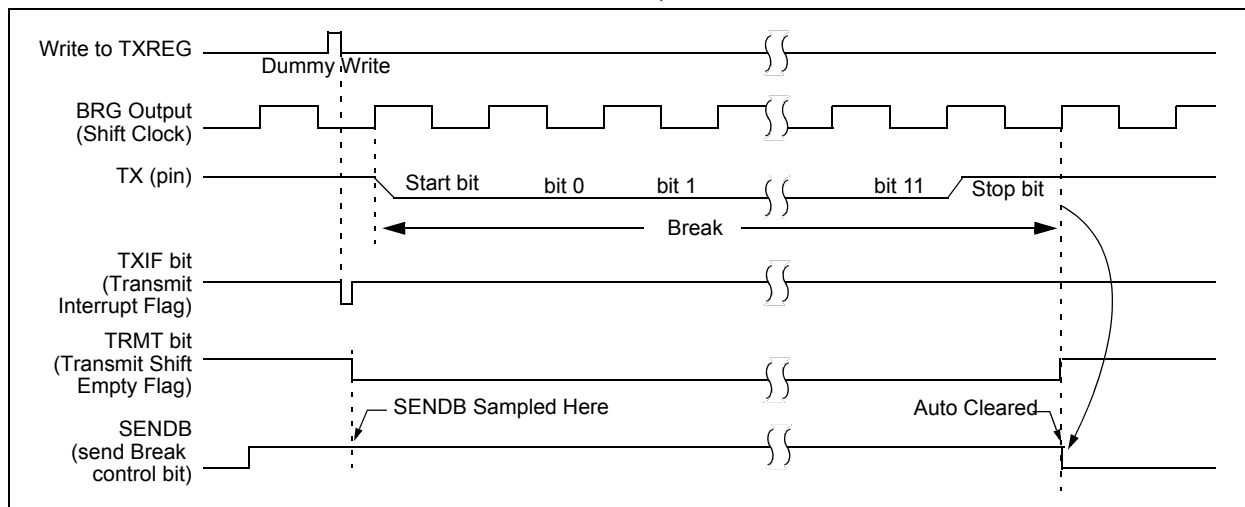 Write to TXREG
Dummy Write
BRG Output
(Shift Clock)
TX (pin)
Start bit
bit 0
bit 1
bit 11
Stop bit
Break
TXIF bit
(Transmit
Interrupt Flag)
TRMT bit
(Transmit Shift
Empty Flag)
SENDB Sampled Here
Auto Cleared
SENDB
(send Break
control bit)